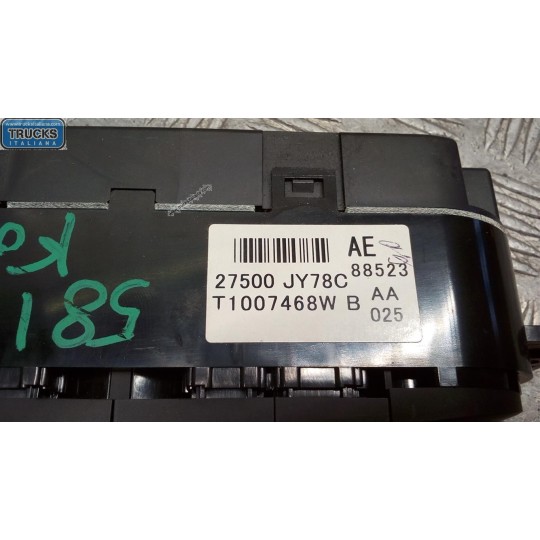 TRUCKS
ITALIANA
AE
88523
27500 JY78C
T1007468W B
AA
025
581